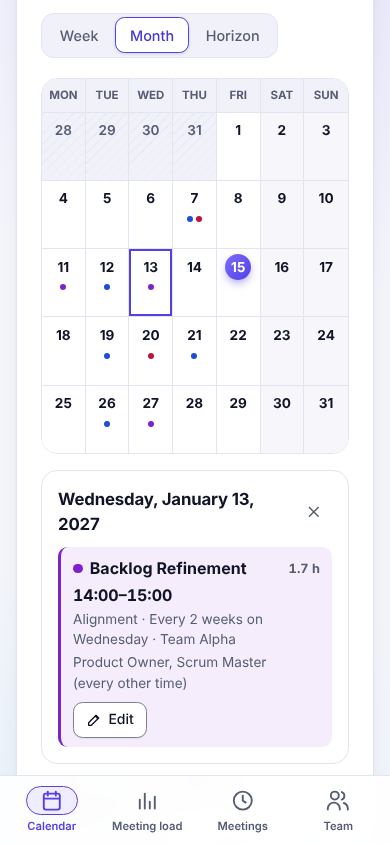 Week Month Horizon
MON TUE WED THU FRI SAT SUN
28 29 30 31 1 2 3
4 5 6 7 8 9 10
11 12 13 14 15 16 17
18 19 20 21 22 23 24
25 26 27 28 29 30 31
Wednesday, January 13,
2027
Backlog Refinement 1.7 h
14:00–15:00
Alignment · Every 2 weeks on
Wednesday · Team Alpha
Product Owner, Scrum Master
(every other time)
Edit
Calendar Meeting load Meetings Team